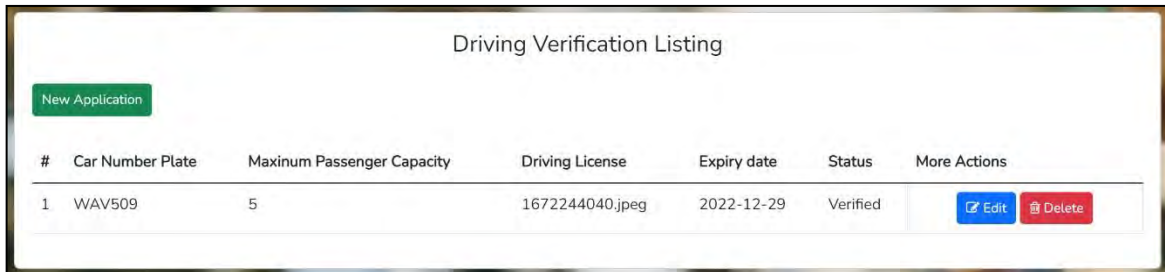 Driving Verification Listing
New Application
# Car Number Plate Maxinum Passenger Capacity Driving License Expiry date Status More Actions
1 WAV509 5 1672244040.jpeg 2022-12-29 Verified Edit Delete